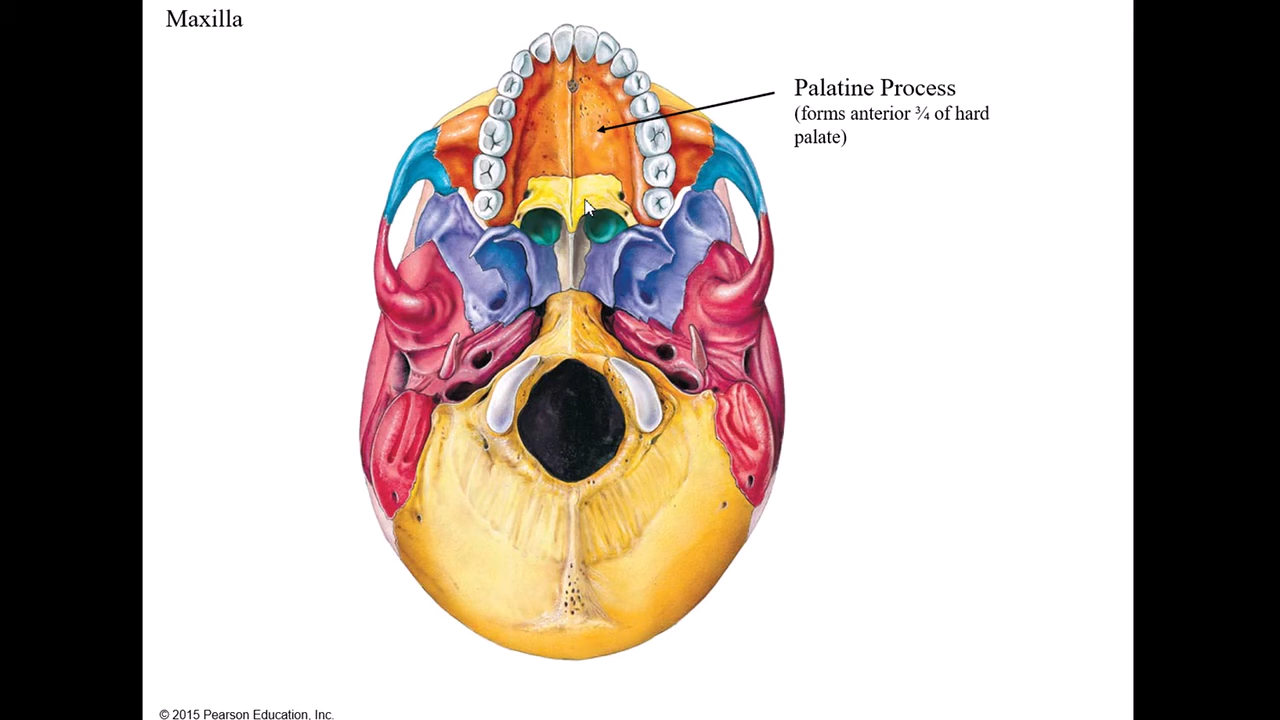 Maxilla
Palatine Process
(forms anterior ¾ of hard
palate)
© 2015 Pearson Education, Inc.